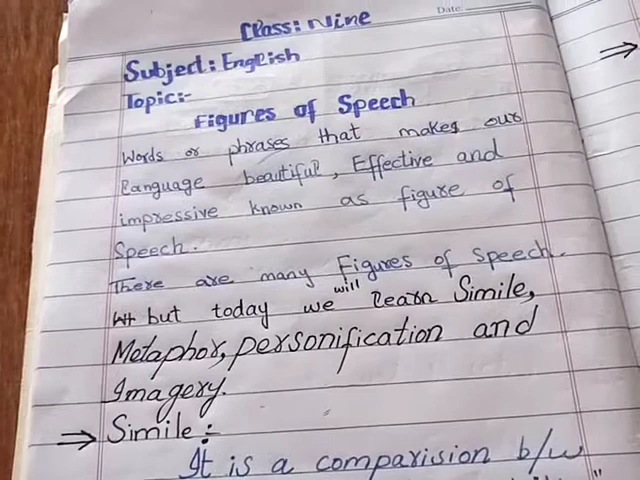 Class: Nine
Date:
Subject: English
Topic:-
Figures of Speech
Words or phrases that makes our
language beautiful, Effective and
impressive known as figure of
Speech.
There are many Figures of speech.
but today we will learn Simile,
Metaphor, personification and
Imagery.
⇒ Simile:-
It is a comparision b/w